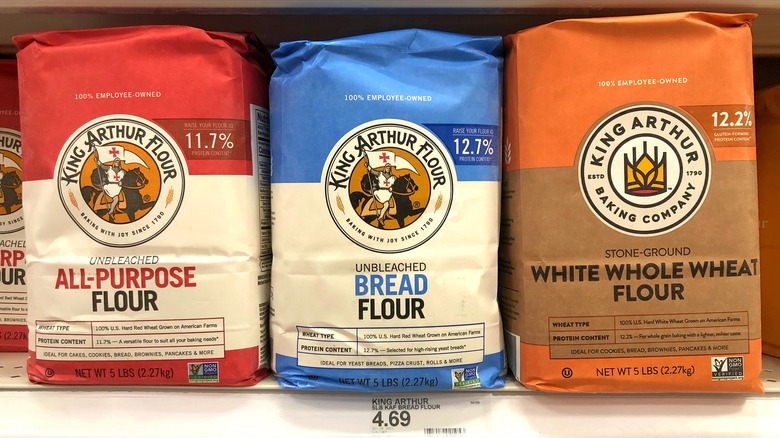 100% EMPLOYEE-OWNED
KING ARTHUR FLOUR
BAKING WITH JOY SINCE 1790
RAISE YOUR FLOUR IQ
11.7%
PROTEIN CONTENT
UNBLEACHED
ALL-PURPOSE
FLOUR
WHEAT TYPE 100% U.S. Hard Red Wheat Grown on American Farms
PROTEIN CONTENT 11.7% — A versatile flour to suit all your baking needs
IDEAL FOR CAKES, COOKIES, BREAD, BROWNIES, PANCAKES & MORE
NET WT 5 LBS (2.27kg)
NON GMO
VERIFIED
100% EMPLOYEE-OWNED
KING ARTHUR FLOUR
BAKING WITH JOY SINCE 1790
RAISE YOUR FLOUR IQ
12.7%
PROTEIN CONTENT
UNBLEACHED
BREAD
FLOUR
WHEAT TYPE 100% U.S. Hard Red Wheat Grown on American Farms
PROTEIN CONTENT 12.7% — Selected for high-rising yeast breads
IDEAL FOR YEAST BREADS, PIZZA CRUST, ROLLS & MORE
NET WT 5 LBS (2.27kg)
100% EMPLOYEE-OWNED
KING ARTHUR
ESTD 1790
BAKING COMPANY
12.2%
GLUTEN-FORMING
PROTEIN CONTENT
STONE-GROUND
WHITE WHOLE WHEAT
FLOUR
WHEAT TYPE 100% U.S. Hard White Wheat Grown on American Farms
PROTEIN CONTENT 12.2% — For whole grain baking with a lighter, milder taste
IDEAL FOR COOKIES, BREAD, BROWNIES, PANCAKES & MORE
NET WT 5 LBS (2.27kg)
NON GMO
VERIFIED
KING ARTHUR
5LB KAF BREAD FLOUR
4.69